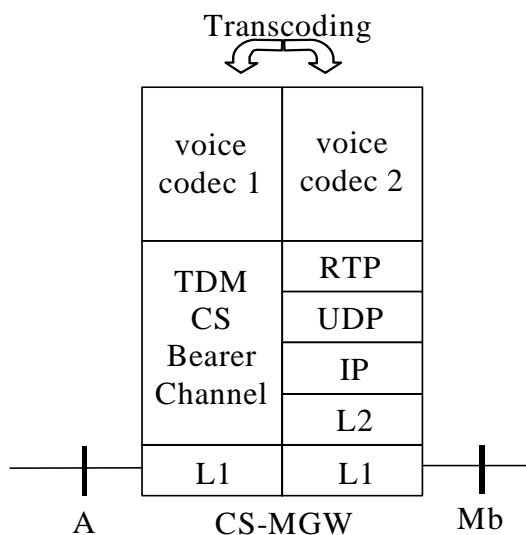 Transcoding
voice
codec 1
voice
codec 2
TDM
CS
Bearer
Channel
RTP
UDP
IP
L2
L1
L1
A
CS-MGW
Mb